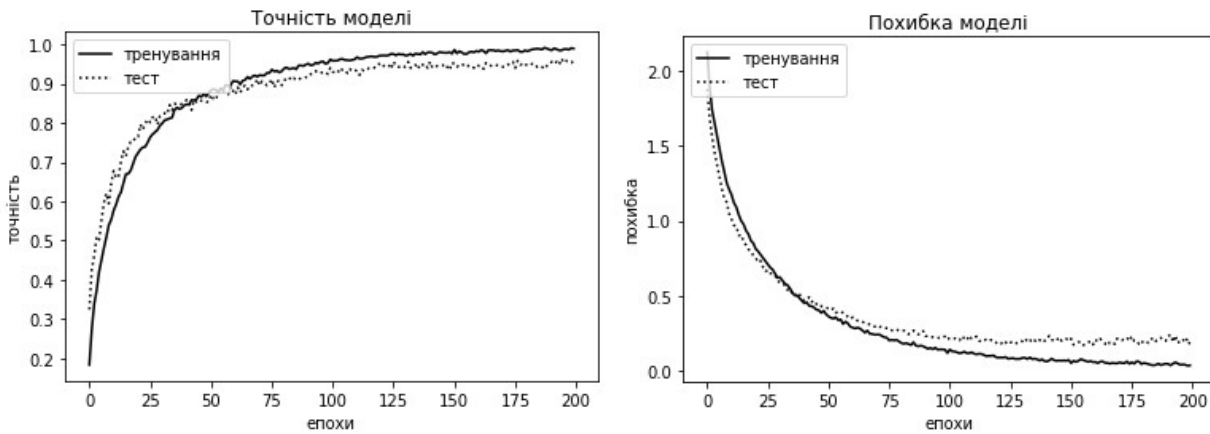 Точність моделі
тренування
тест
1.0
0.9
0.8
0.7
0.6
0.5
0.4
0.3
0.2
точність
0 25 50 75 100 125 150 175 200
епохи
Похибка моделі
тренування
тест
2.0
1.5
1.0
0.5
0.0
похибка
0 25 50 75 100 125 150 175 200
епохи